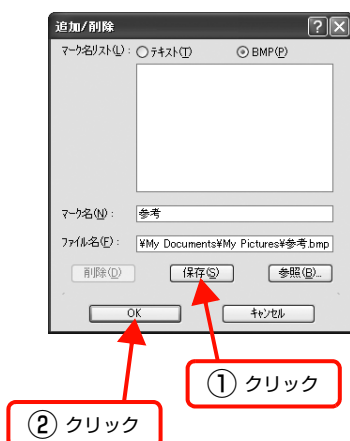 追加/削除
マーク名リスト(L): テキスト(T) BMP(P)
マーク名(N): 参考
ファイル名(F): ¥My Documents¥My Pictures¥参考.bmp
削除(D) 保存(S) 参照(B)...
OK キャンセル
① クリック
② クリック